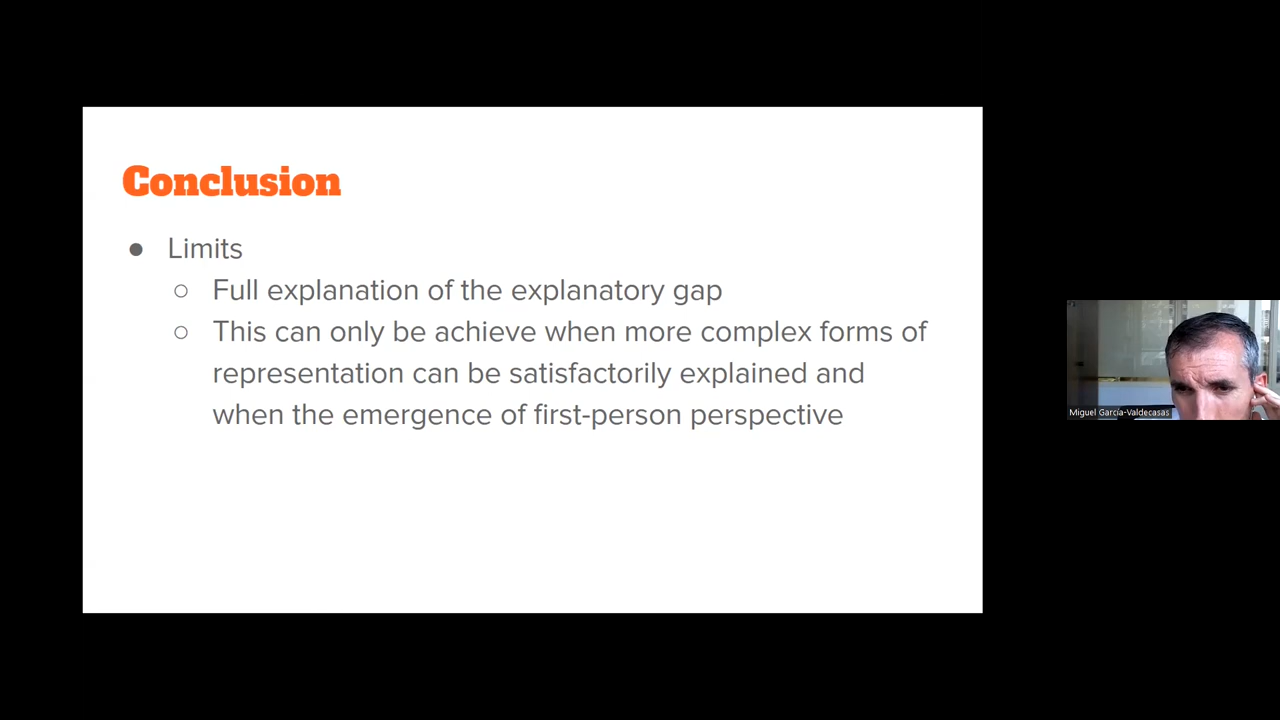 Conclusion
● Limits
○ Full explanation of the explanatory gap
○ This can only be achieve when more complex forms of
representation can be satisfactorily explained and
when the emergence of first-person perspective
Miguel García-Valdecasas